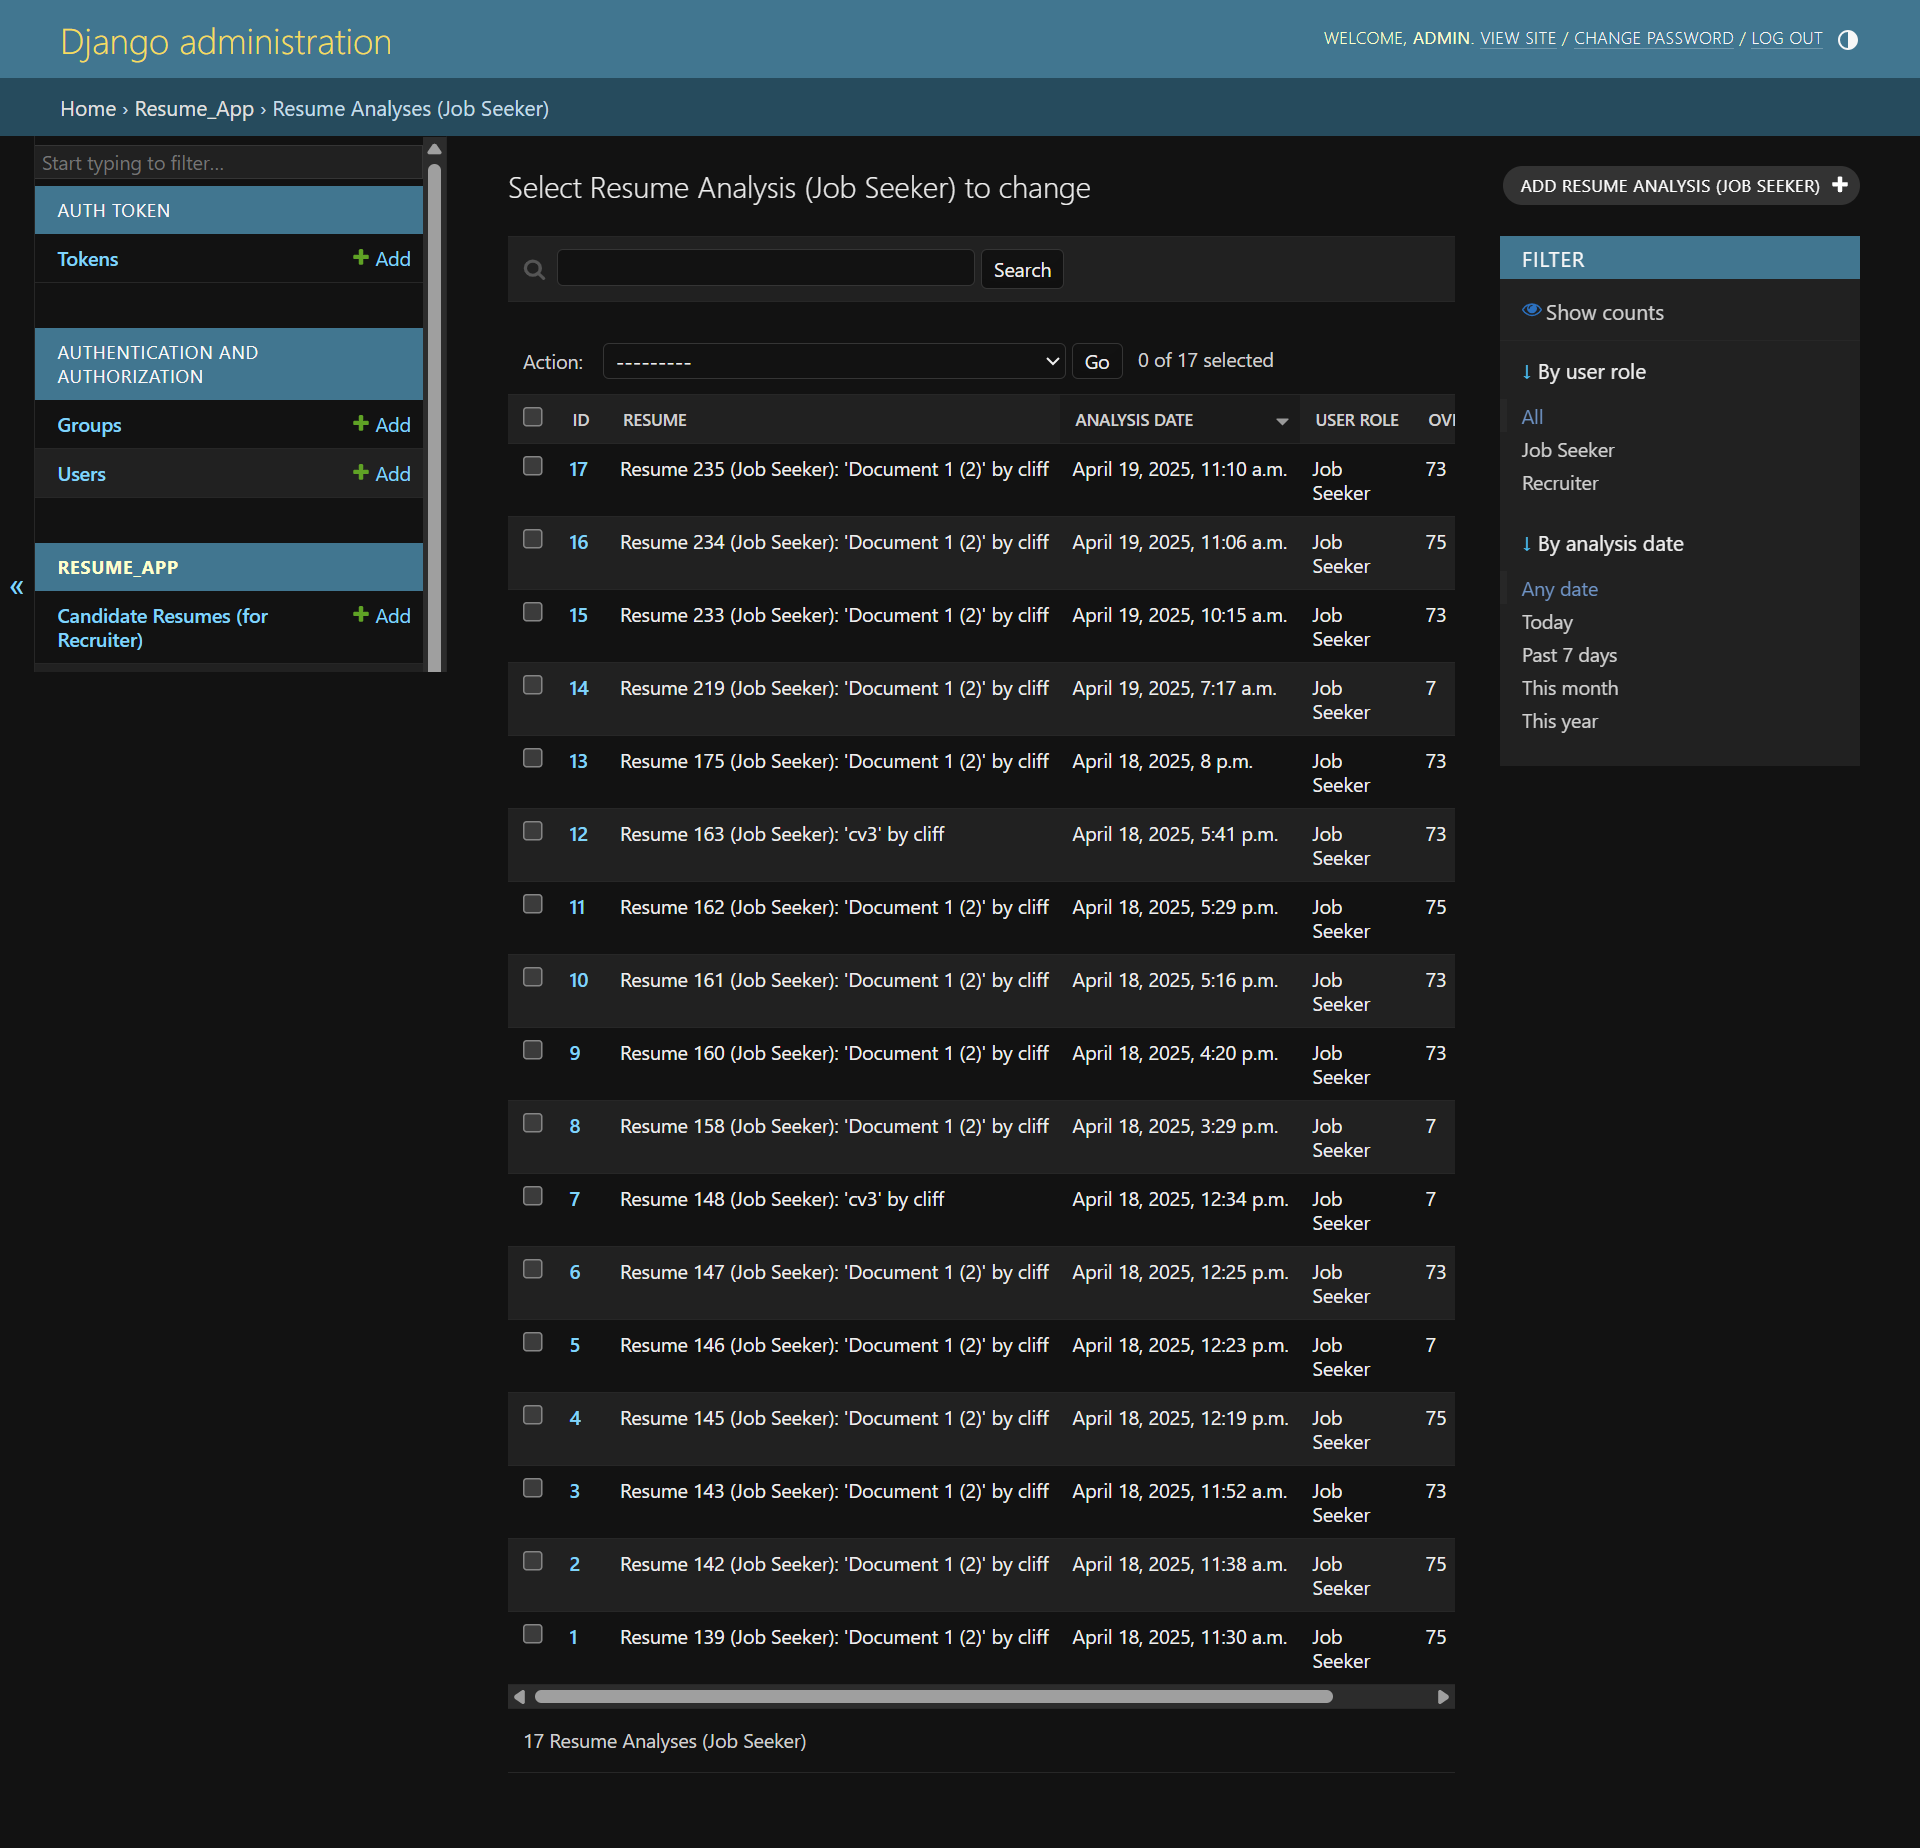 Django administration
WELCOME, ADMIN. VIEW SITE / CHANGE PASSWORD / LOG OUT
Home › Resume_App › Resume Analyses (Job Seeker)
Start typing to filter...
AUTH TOKEN
Tokens Add
AUTHENTICATION AND
AUTHORIZATION
Groups Add
Users Add
RESUME_APP
Candidate Resumes (for
Recruiter) Add
«
Select Resume Analysis (Job Seeker) to change
ADD RESUME ANALYSIS (JOB SEEKER)
Search
Action: --------- Go 0 of 17 selected
ID RESUME ANALYSIS DATE USER ROLE
17 Resume 235 (Job Seeker): 'Document 1 (2)' by cliff April 19, 2025, 11:10 a.m. Job 73
Seeker
16 Resume 234 (Job Seeker): 'Document 1 (2)' by cliff April 19, 2025, 11:06 a.m. Job 75
Seeker
15 Resume 233 (Job Seeker): 'Document 1 (2)' by cliff April 19, 2025, 10:15 a.m. Job 73
Seeker
14 Resume 219 (Job Seeker): 'Document 1 (2)' by cliff April 19, 2025, 7:17 a.m. Job 7
Seeker
13 Resume 175 (Job Seeker): 'Document 1 (2)' by cliff April 18, 2025, 8 p.m. Job 73
Seeker
12 Resume 163 (Job Seeker): 'cv3' by cliff April 18, 2025, 5:41 p.m. Job 73
Seeker
11 Resume 162 (Job Seeker): 'Document 1 (2)' by cliff April 18, 2025, 5:29 p.m. Job 75
Seeker
10 Resume 161 (Job Seeker): 'Document 1 (2)' by cliff April 18, 2025, 5:16 p.m. Job 73
Seeker
9 Resume 160 (Job Seeker): 'Document 1 (2)' by cliff April 18, 2025, 4:20 p.m. Job 73
Seeker
8 Resume 158 (Job Seeker): 'Document 1 (2)' by cliff April 18, 2025, 3:29 p.m. Job 7
Seeker
7 Resume 148 (Job Seeker): 'cv3' by cliff April 18, 2025, 12:34 p.m. Job 7
Seeker
6 Resume 147 (Job Seeker): 'Document 1 (2)' by cliff April 18, 2025, 12:25 p.m. Job 73
Seeker
5 Resume 146 (Job Seeker): 'Document 1 (2)' by cliff April 18, 2025, 12:23 p.m. Job 7
Seeker
4 Resume 145 (Job Seeker): 'Document 1 (2)' by cliff April 18, 2025, 12:19 p.m. Job 75
Seeker
3 Resume 143 (Job Seeker): 'Document 1 (2)' by cliff April 18, 2025, 11:52 a.m. Job 73
Seeker
2 Resume 142 (Job Seeker): 'Document 1 (2)' by cliff April 18, 2025, 11:38 a.m. Job 75
Seeker
1 Resume 139 (Job Seeker): 'Document 1 (2)' by cliff April 18, 2025, 11:30 a.m. Job 75
Seeker
17 Resume Analyses (Job Seeker)
FILTER
Show counts
↓ By user role
All
Job Seeker
Recruiter
↓ By analysis date
Any date
Today
Past 7 days
This month
This year